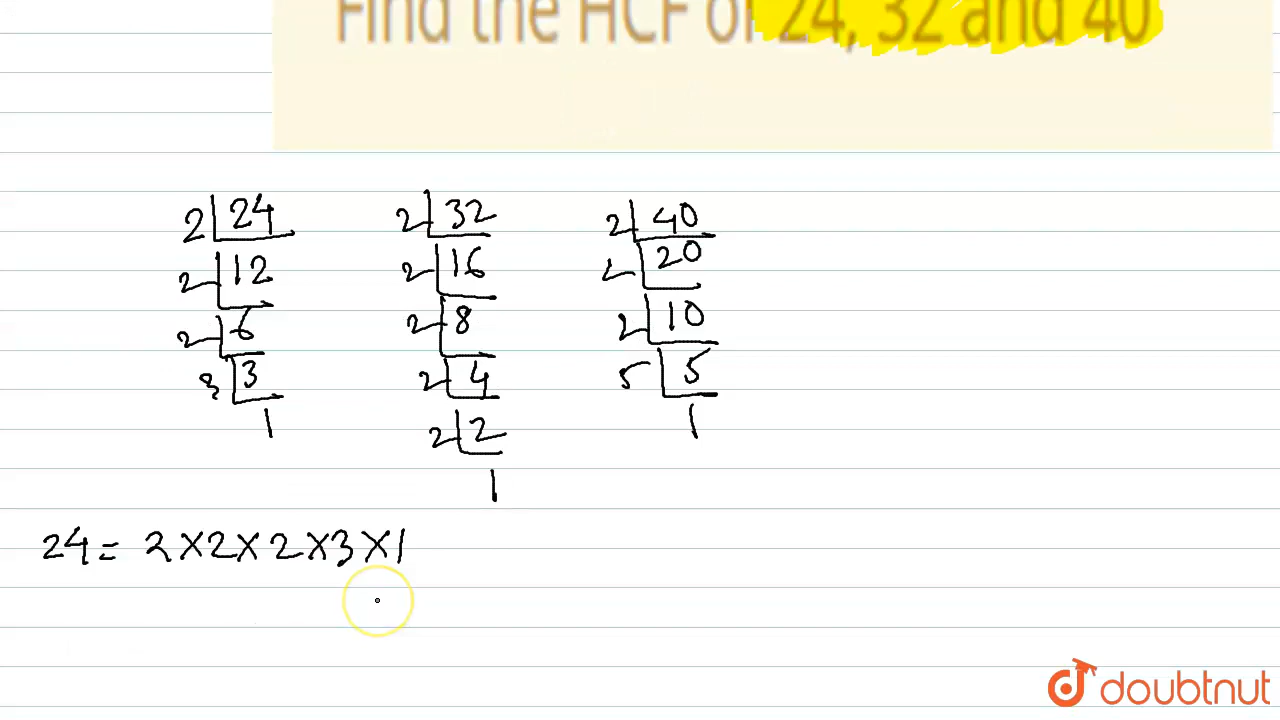 Find the HCF of 24, 32 and 40
2 24 2 32 2 40
2 12 2 16 2 20
2 6 2 8 2 10
3 3 2 4 5 5
1 2 2 1
1
24 = 2 × 2 × 2 × 3 × 1
doubtnut